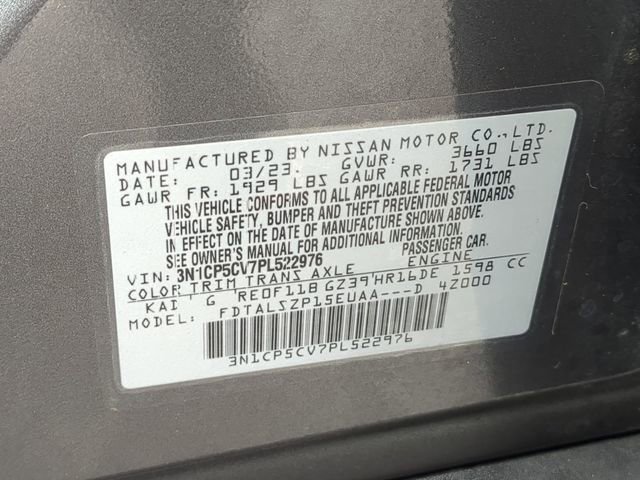 MANUFACTURED BY NISSAN MOTOR CO., LTD.
DATE: 03/23. GVWR: 3660 LBS
GAWR FR: 1929 LBS GAWR RR: 1731 LBS
THIS VEHICLE CONFORMS TO ALL APPLICABLE FEDERAL MOTOR
VEHICLE SAFETY, BUMPER AND THEFT PREVENTION STANDARDS
IN EFFECT ON THE DATE OF MANUFACTURE SHOWN ABOVE.
SEE OWNER'S MANUAL FOR ADDITIONAL INFORMATION.
VIN: 3N1CP5CV7PL522976 PASSENGER CAR.
COLOR TRIM TRANS AXLE ENGINE
KAI G RE0F11B GZ39 HR16DE 1598 CC
MODEL: FDTALSZP15EUAA---D 4Z000
3N1CP5CV7PL522976